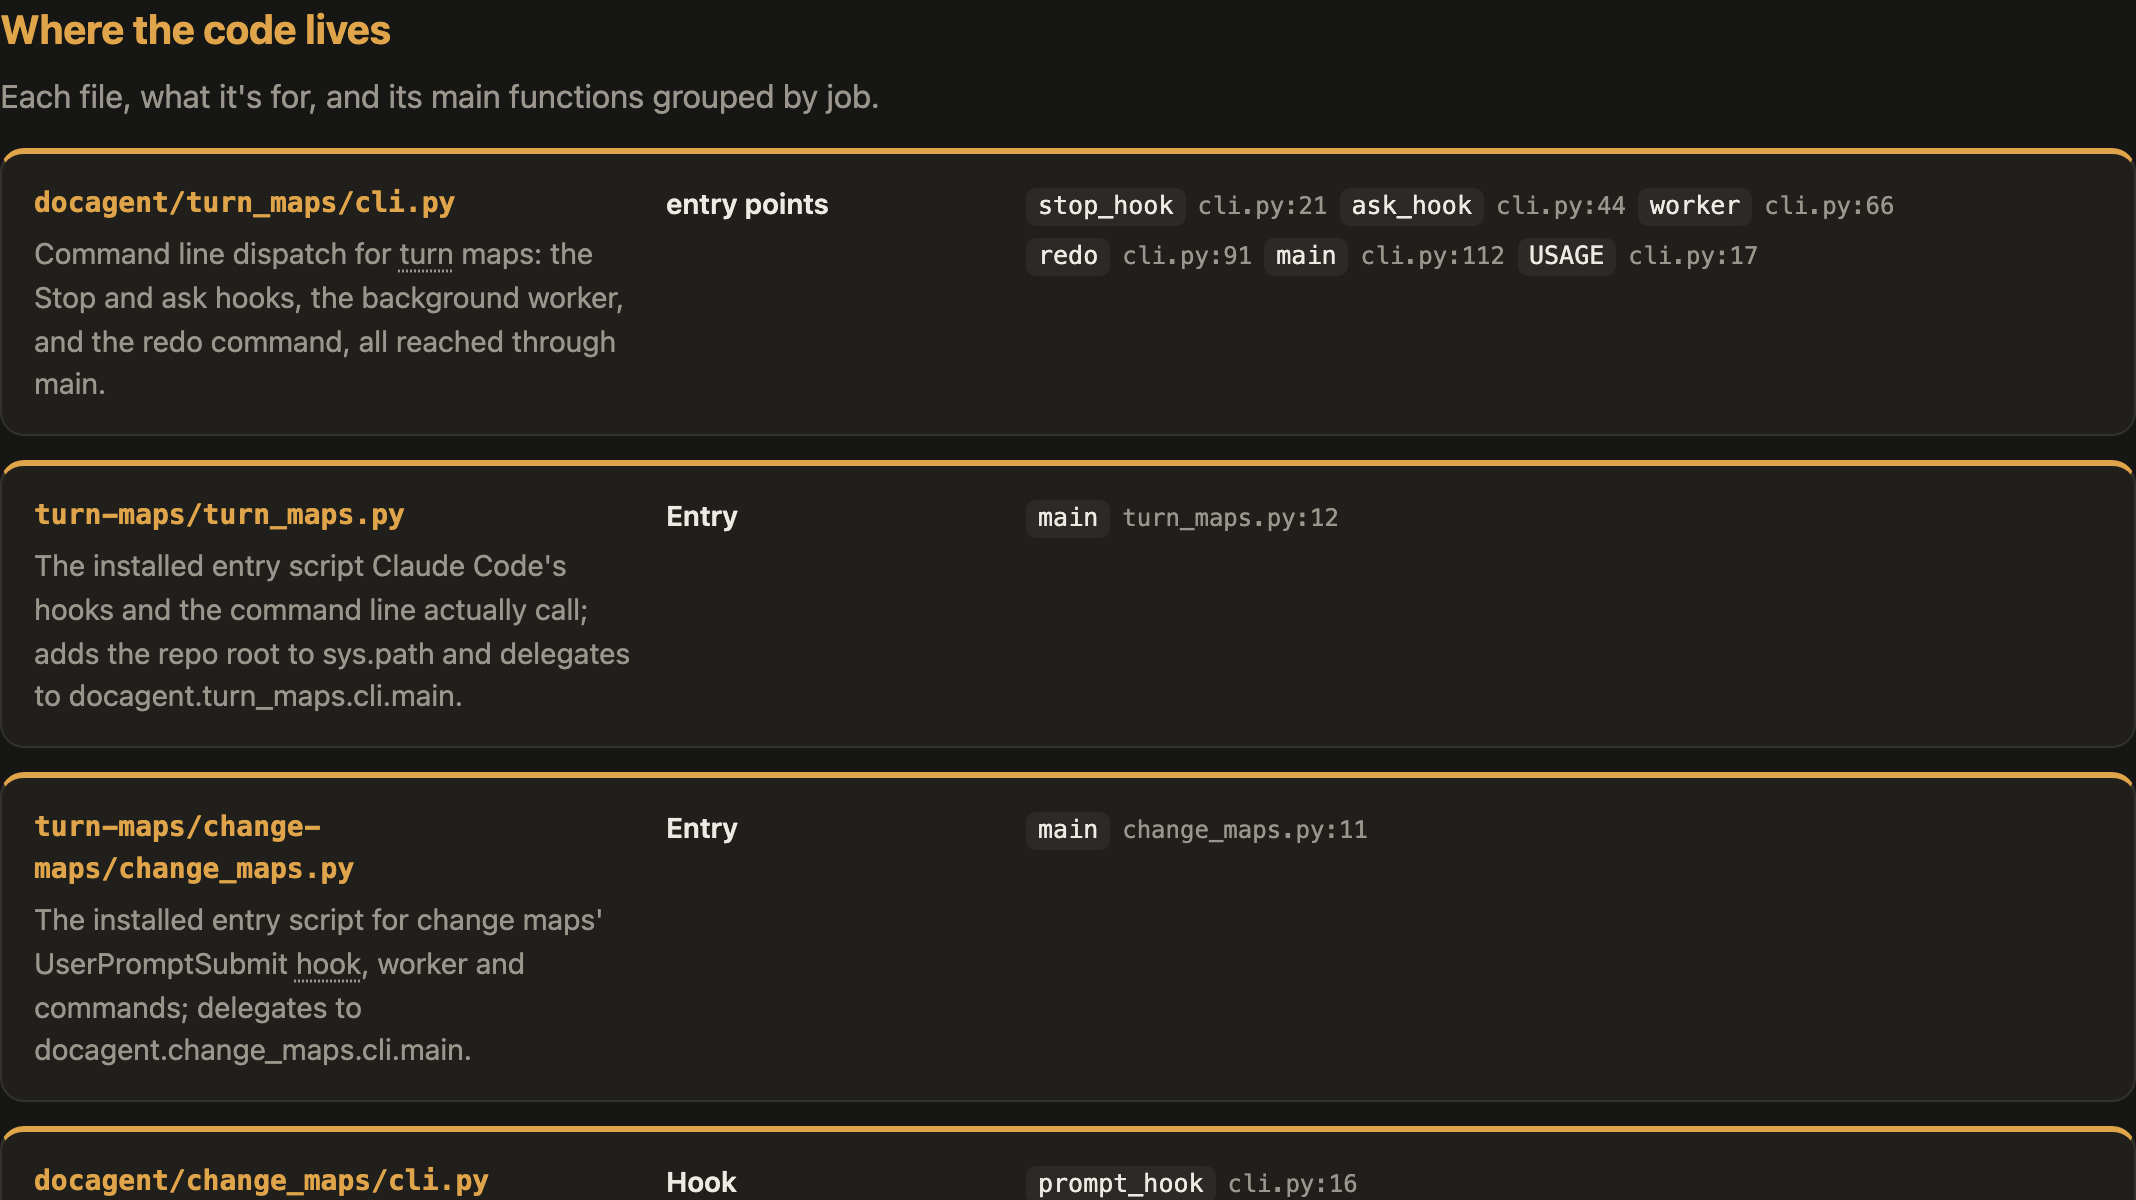 Where the code lives
Each file, what it's for, and its main functions grouped by job.
docagent/turn_maps/cli.py
Command line dispatch for turn maps: the
Stop and ask hooks, the background worker,
and the redo command, all reached through
main.
entry points
stop_hook cli.py:21 ask_hook cli.py:44 worker cli.py:66
redo cli.py:91 main cli.py:112 USAGE cli.py:17
turn-maps/turn_maps.py
The installed entry script Claude Code's
hooks and the command line actually call;
adds the repo root to sys.path and delegates
to docagent.turn_maps.cli.main.
Entry
main turn_maps.py:12
turn-maps/change-
maps/change_maps.py
The installed entry script for change maps'
UserPromptSubmit hook, worker and
commands; delegates to
docagent.change_maps.cli.main.
Entry
main change_maps.py:11
docagent/change_maps/cli.py
Hook
prompt_hook cli.py:16